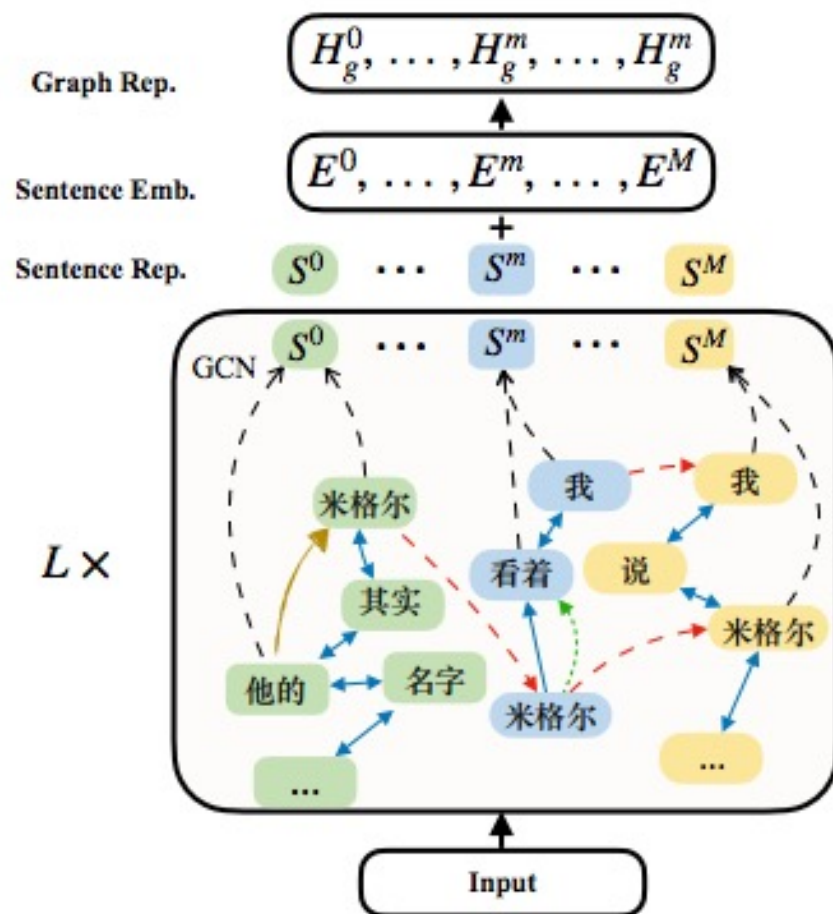 Graph Rep.
H_g^0, ..., H_g^m, ..., H_g^m
Sentence Emb.
E^0, ..., E^m, ..., E^M
+
Sentence Rep.
S^0 ... S^m ... S^M
GCN
S^0 ... S^m ... S^M
L ×
米格尔
其实
他的
名字
...
我
看着
米格尔
我
说
米格尔
...
Input